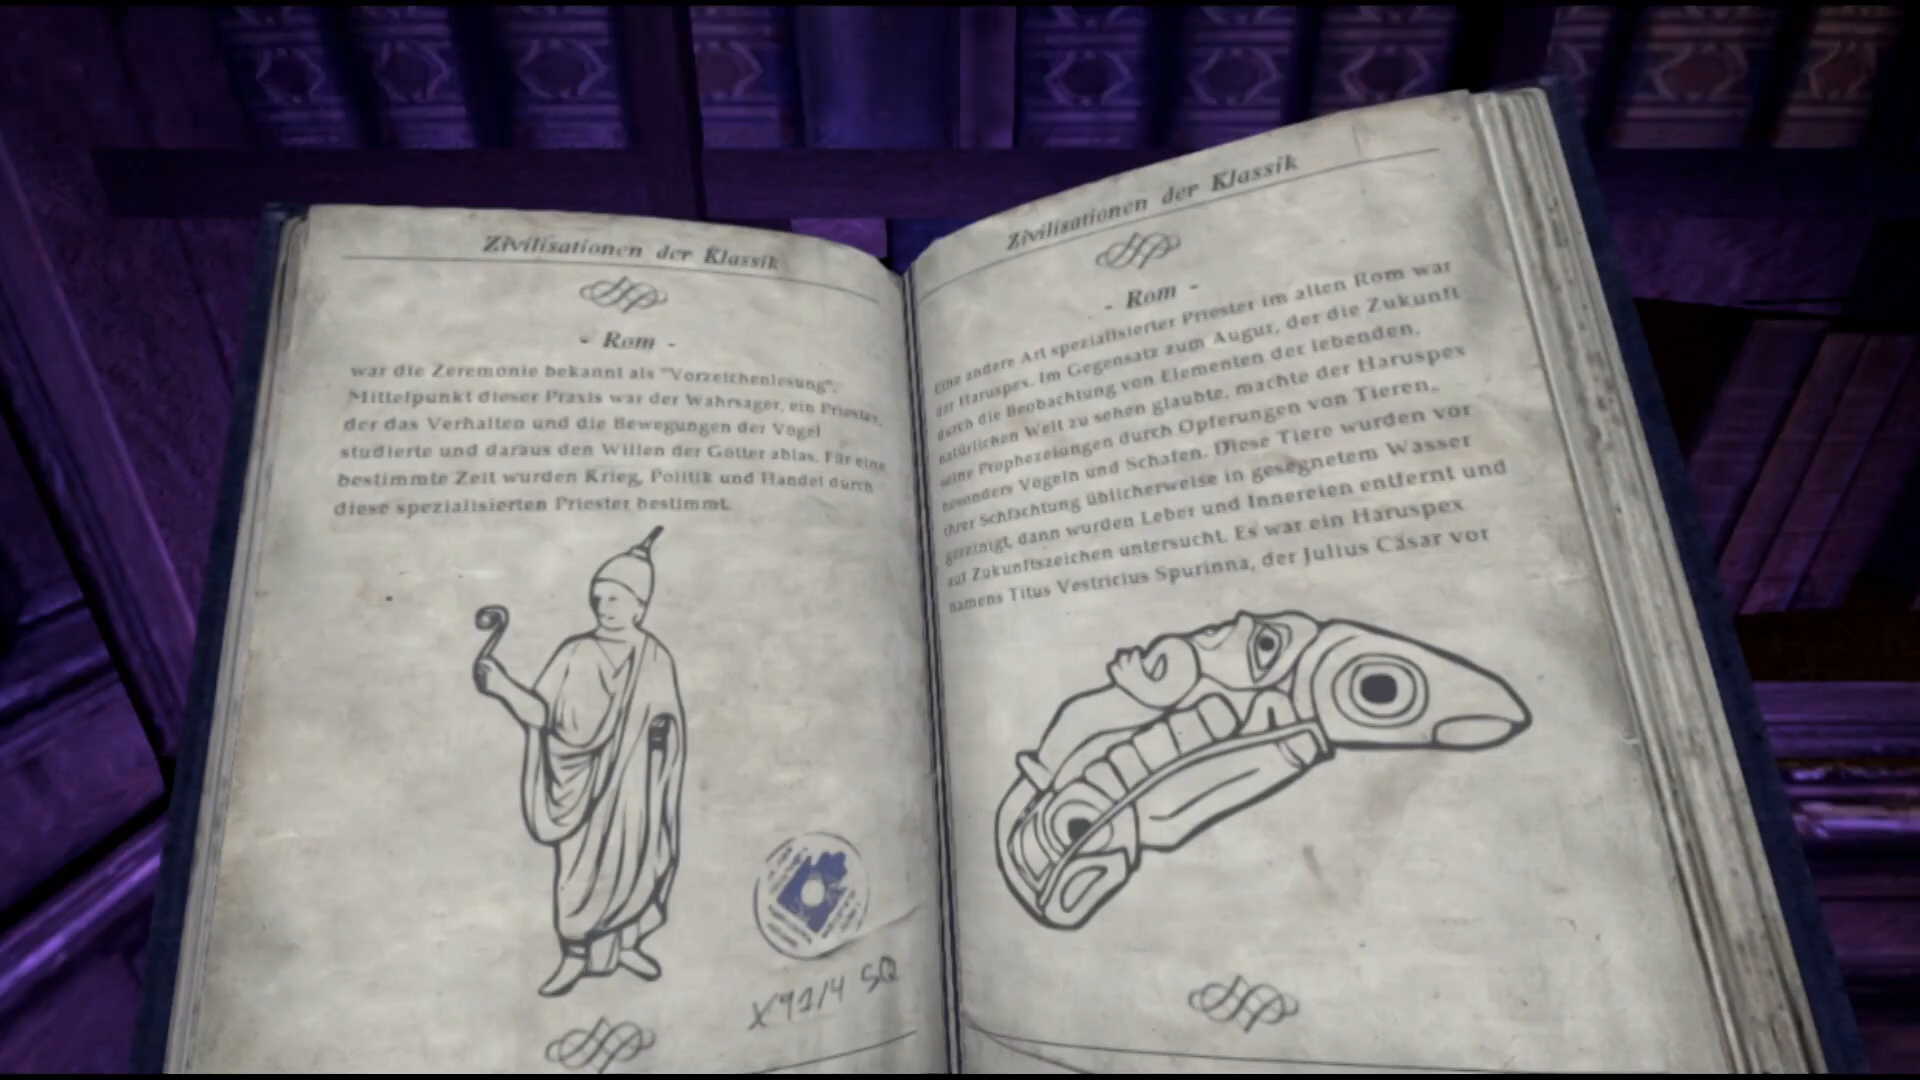 Zivilisationen der Klassik
- Rom -
war die Zeremonie bekannt als "Vorzeichenlesung".
Mittelpunkt dieser Praxis war der Wahrsager, ein Priester,
der das Verhalten und die Bewegungen der Vögel
studierte und daraus den Willen der Götter ablas. Für eine
bestimmte Zeit wurden Krieg, Politik und Handel durch
diese spezialisierten Priester bestimmt.
X91/4 SQ
Zivilisationen der Klassik
- Rom -
Eine andere Art spezialisierter Priester im alten Rom war
der Haruspex. Im Gegensatz zum Augur, der die Zukunft
durch die Beobachtung von Elementen der lebenden,
natürlichen Welt zu sehen glaubte, machte der Haruspex
seine Prophezeiungen durch Opferungen von Tieren,
besonders Vögeln und Schafen. Diese Tiere wurden vor
ihrer Schlachtung üblicherweise in gesegnetem Wasser
gereinigt, dann wurden Leber und Innereien entfernt und
auf Zukunftszeichen untersucht. Es war ein Haruspex
namens Titus Vestricius Spurinna, der Julius Cäsar vor